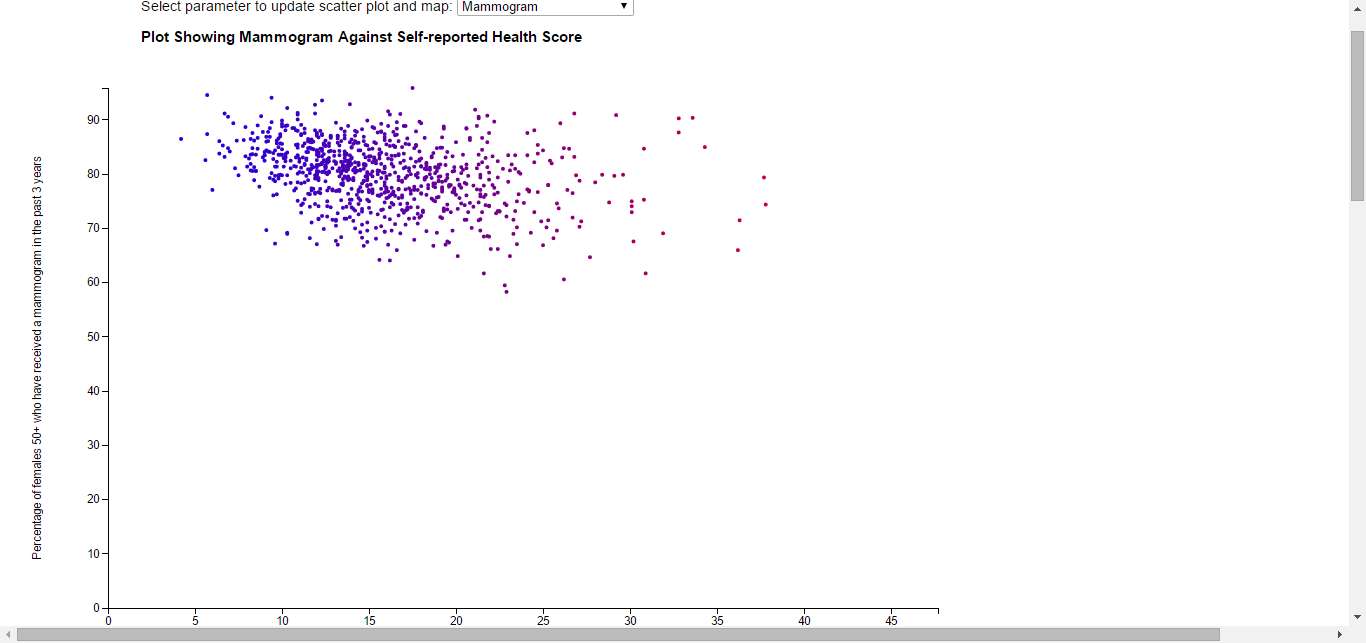 Select parameter to update scatter plot and map: Mammogram
Plot Showing Mammogram Against Self-reported Health Score
Percentage of females 50+ who have received a mammogram in the past 3 years
90
80
70
60
50
40
30
20
10
0
0 5 10 15 20 25 30 35 40 45